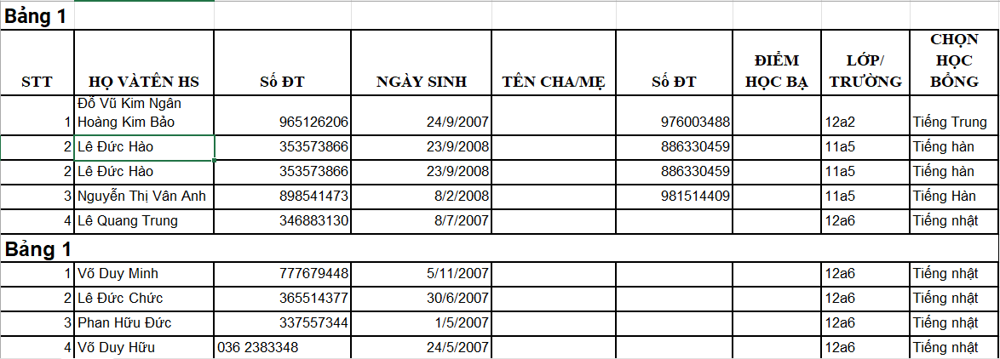 Bảng 1
STT HỌ VÀTÊN HS Số ĐT NGÀY SINH TÊN CHA/MẸ Số ĐT ĐIỂM HỌC BẠ LỚP/ TRƯỜNG CHỌN HỌC BỔNG
Đỗ Vũ Kim Ngân
1 Hoàng Kim Bảo 965126206 24/9/2007 976003488 12a2 Tiếng Trung
2 Lê Đức Hào 353573866 23/9/2008 886330459 11a5 Tiếng hàn
2 Lê Đức Hào 353573866 23/9/2008 886330459 11a5 Tiếng hàn
3 Nguyễn Thị Vân Anh 898541473 8/2/2008 981514409 11a5 Tiếng Hàn
4 Lê Quang Trung 346883130 8/7/2007 12a6 Tiếng nhật
Bảng 1
1 Võ Duy Minh 777679448 5/11/2007 12a6 Tiếng nhật
2 Lê Đức Chức 365514377 30/6/2007 12a6 Tiếng nhật
3 Phan Hữu Đức 337557344 1/5/2007 12a6 Tiếng nhật
4 Võ Duy Hữu 036 2383348 24/5/2007 12a6 Tiếng nhật